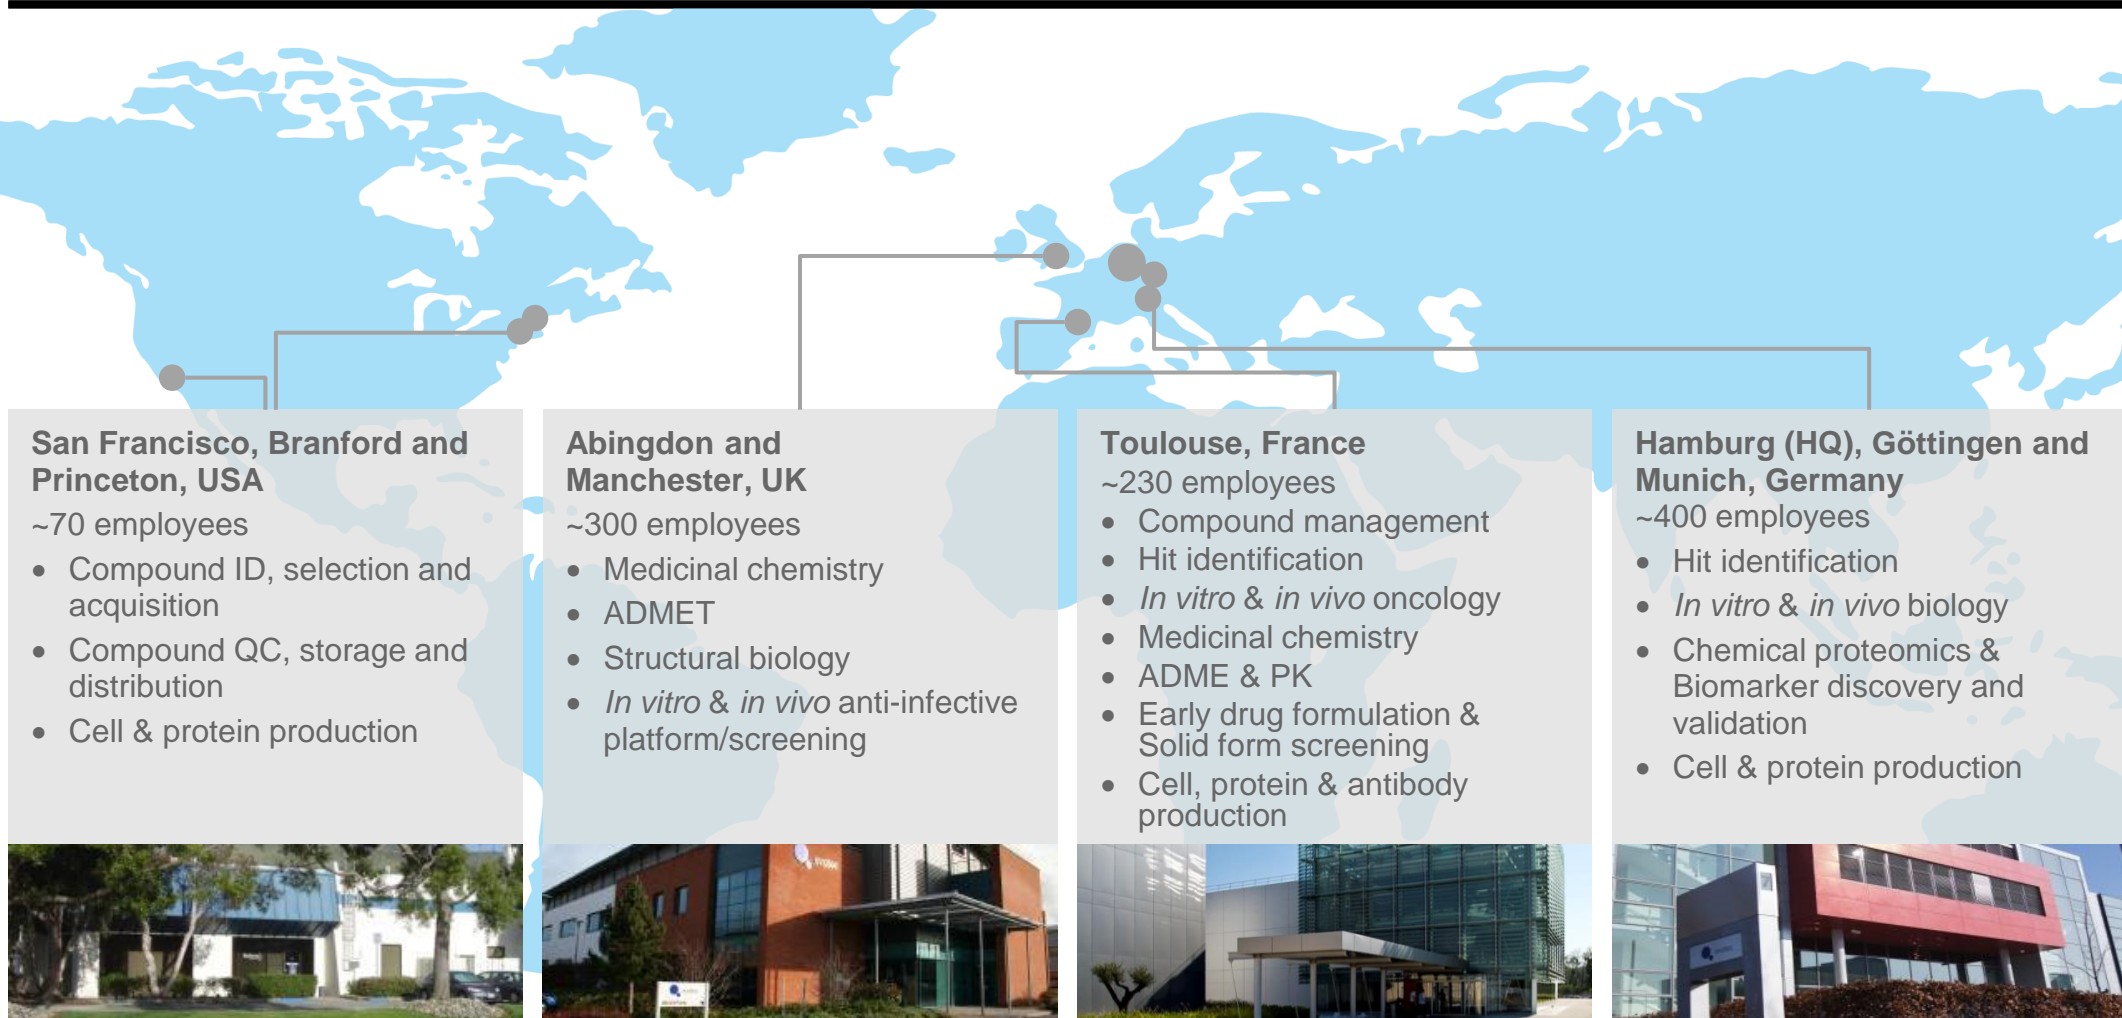 San Francisco, Branford and
Princeton, USA
~70 employees
• Compound ID, selection and
acquisition
• Compound QC, storage and
distribution
• Cell & protein production
Abingdon and
Manchester, UK
~300 employees
• Medicinal chemistry
• ADMET
• Structural biology
• In vitro & in vivo anti-infective
platform/screening
Toulouse, France
~230 employees
• Compound management
• Hit identification
• In vitro & in vivo oncology
• Medicinal chemistry
• ADME & PK
• Early drug formulation &
Solid form screening
• Cell, protein & antibody
production
Hamburg (HQ), Göttingen and
Munich, Germany
~400 employees
• Hit identification
• In vitro & in vivo biology
• Chemical proteomics &
Biomarker discovery and
validation
• Cell & protein production